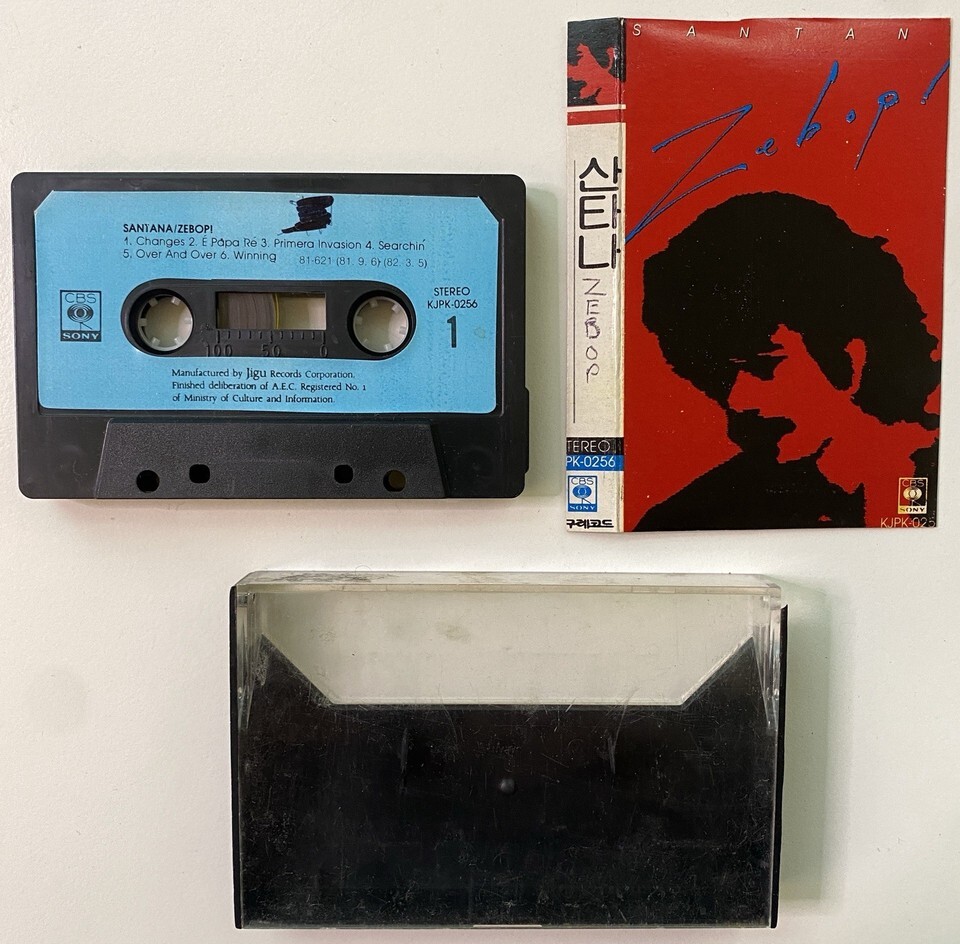 SANTANA/ZEBOP!
1. Changes 2. É Papa Ré 3. Primera Invasion 4. Searchin'
5. Over And Over 6. Winning 81-621 (81. 9. 6) (82. 3. 5)
CBS
SONY
STEREO
KJPK-0256
1
100 50 0
Manufactured by Jigu Records Corporation.
Finished deliberation of A.E.C. Registered No. 1
of Ministry of Culture and Information.
산타나
ZEBOP
TEREO
PK-0256
CBS
SONY
구레코드
SANTAN
Zebop!
CBS
SONY
KJPK-025